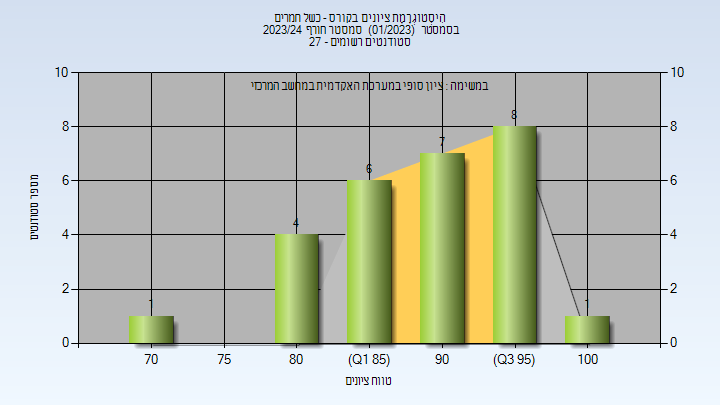 היסטוגרמת ציונים בקורס - כשל חמרים
בסמסטר (01/2023) סמסטר חורף 2023/24
סטודנטים רשומים - 27
במשימה : ציון סופי במערכת האקדמית במחשב המרכזי
מספר סטודנטים
10 10
8 8
6 6
4 4
2 2
0 0
1 4 6 7 8 1
70 75 80 (Q1 85) 90 (Q3 95) 100
טווח ציונים